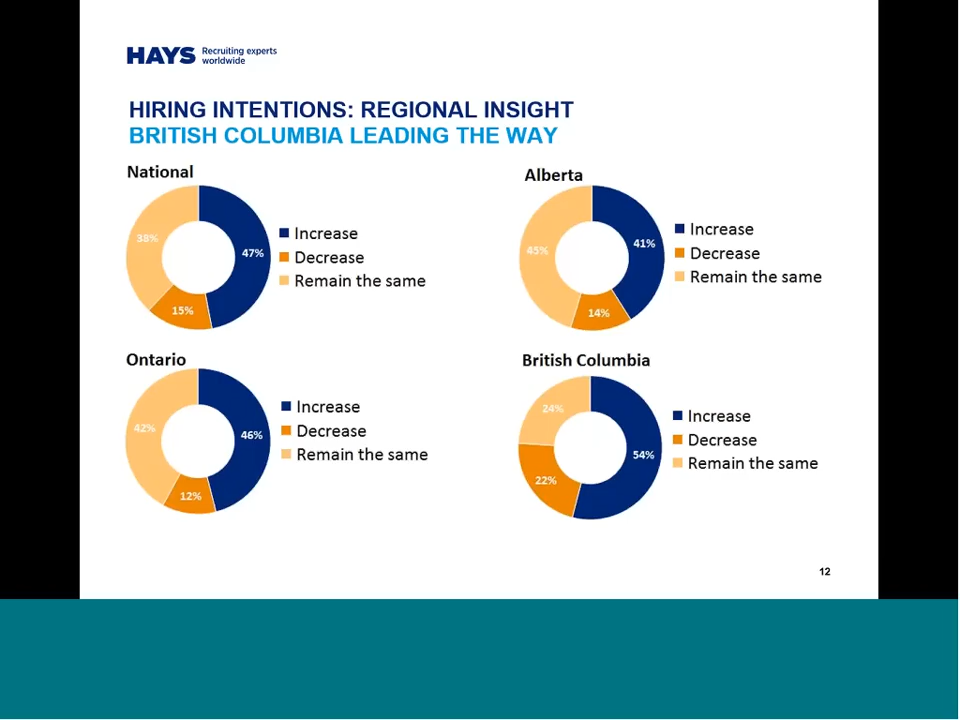 HAYS Recruiting experts
worldwide
HIRING INTENTIONS: REGIONAL INSIGHT
BRITISH COLUMBIA LEADING THE WAY
National
38%
47%
15%
Increase
Decrease
Remain the same
Alberta
45%
41%
14%
Increase
Decrease
Remain the same
Ontario
42%
46%
12%
Increase
Decrease
Remain the same
British Columbia
24%
54%
22%
Increase
Decrease
Remain the same
12